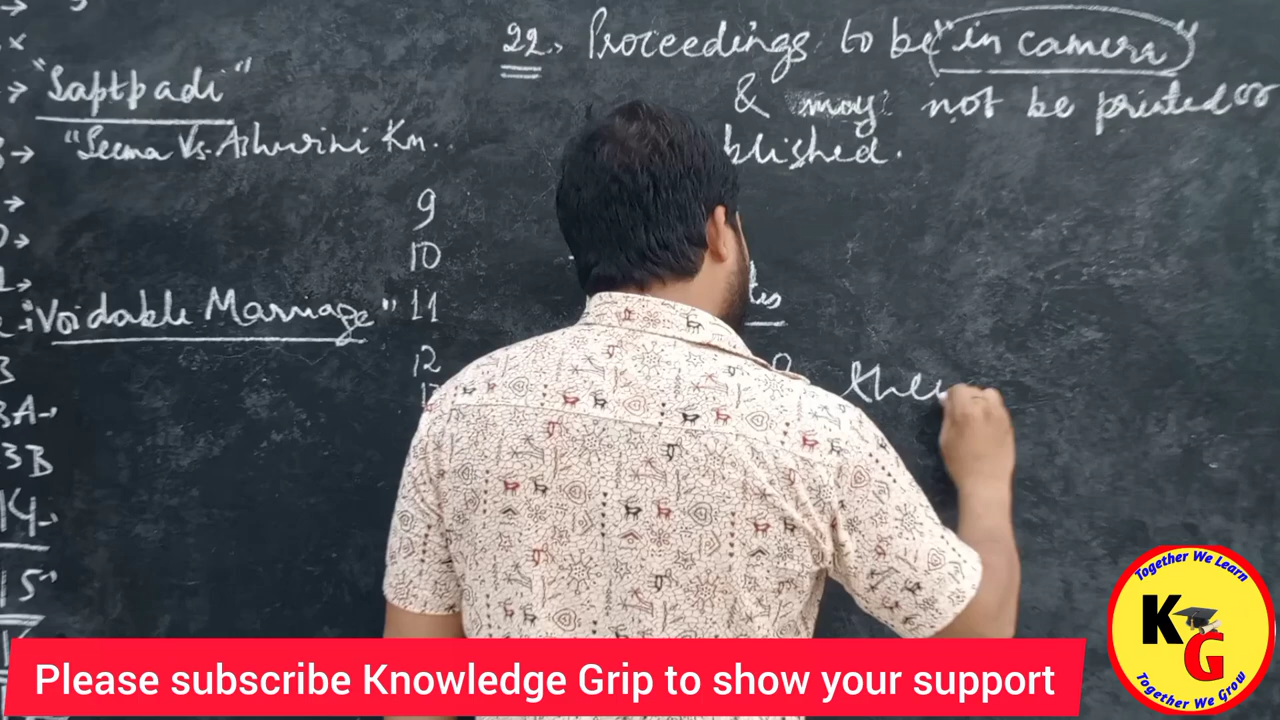 x
"Saptpadi"
"Seema Vs. Ashwini Km..
9
10
11
"Voidable Marriage"
12
3A
3B
14
15
22. Proceedings to be "in camera"
& may not be printed or
blished.
the
Please subscribe Knowledge Grip to show your support
Together We Learn
KG
Together We Grow